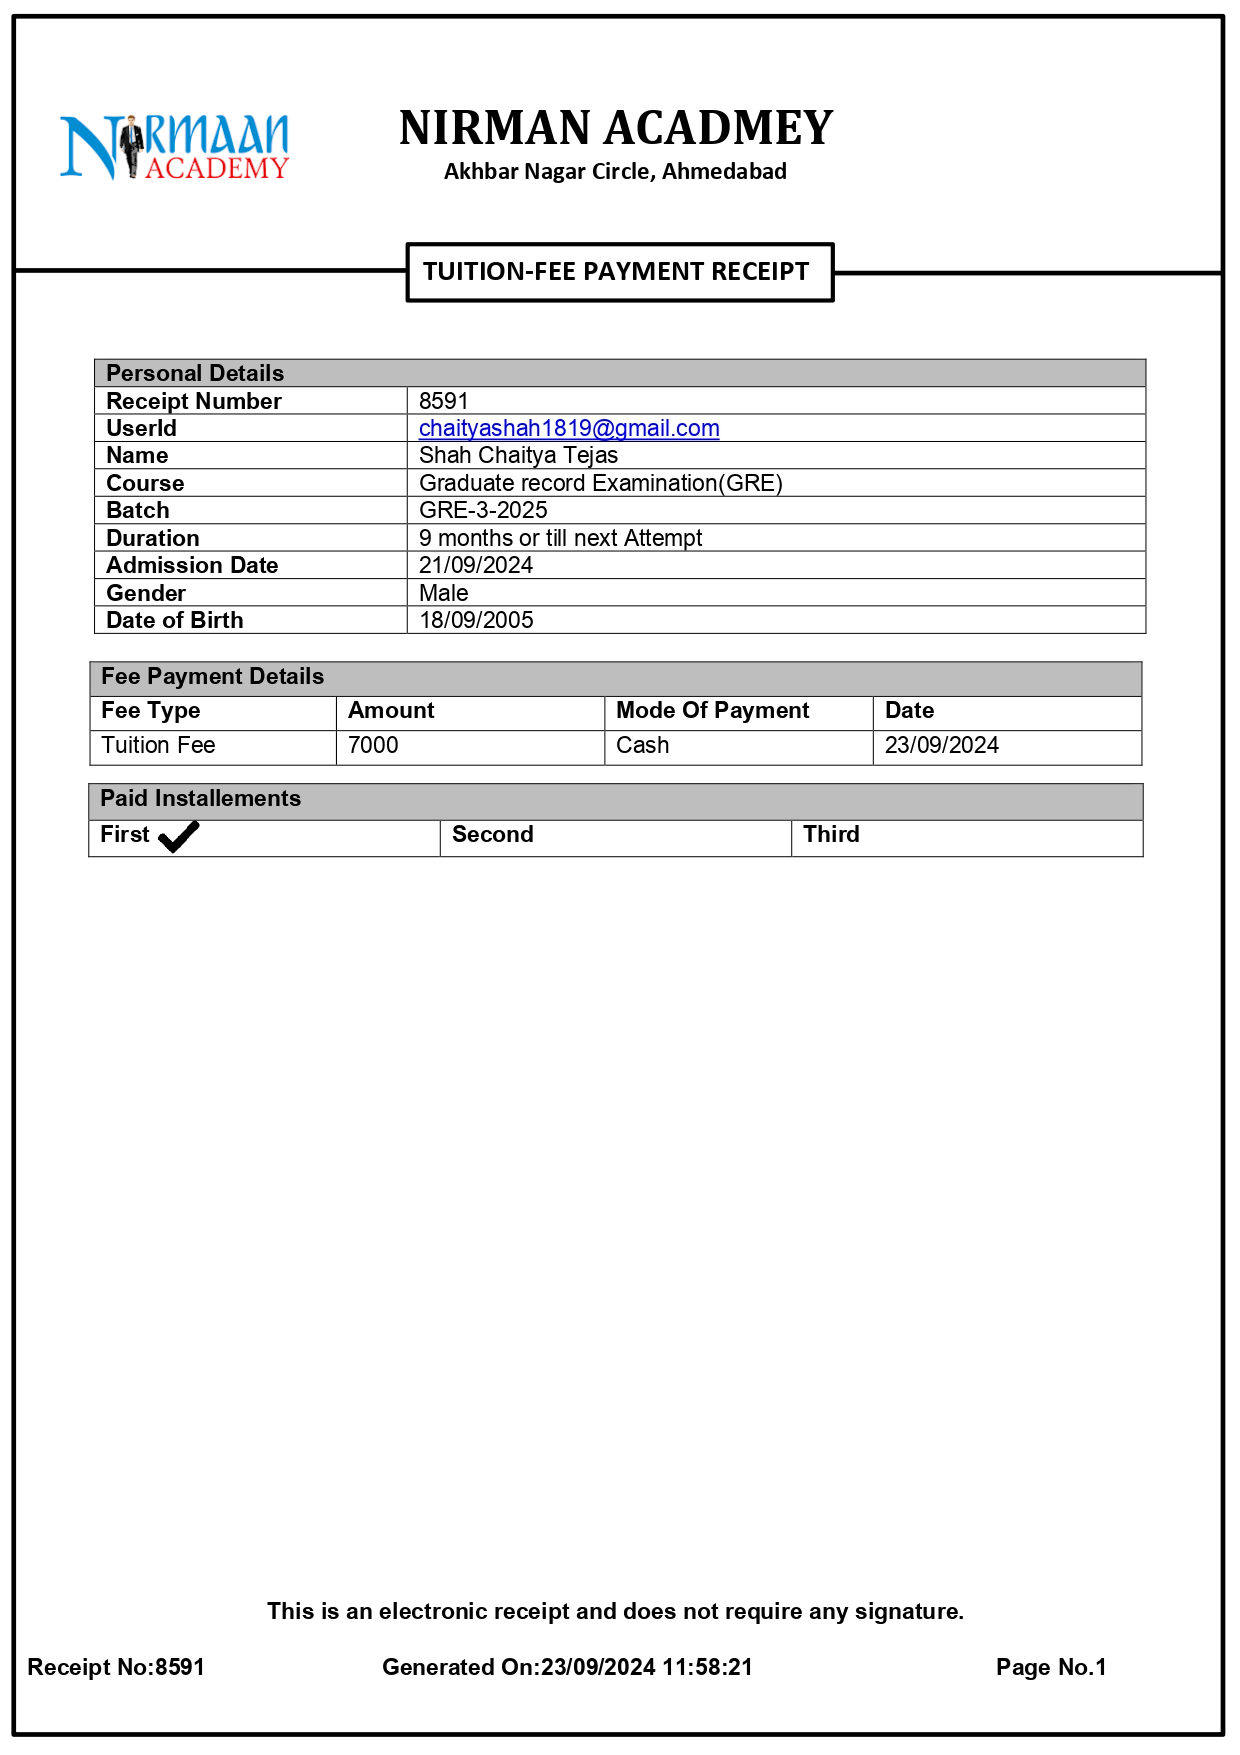 NIRMAAN
ACADEMY
NIRMAN ACADMEY
Akhbar Nagar Circle, Ahmedabad
TUITION-FEE PAYMENT RECEIPT
Personal Details
Receipt Number 8591
UserId chaityashah1819@gmail.com
Name Shah Chaitya Tejas
Course Graduate record Examination(GRE)
Batch GRE-3-2025
Duration 9 months or till next Attempt
Admission Date 21/09/2024
Gender Male
Date of Birth 18/09/2005
Fee Payment Details
Fee Type Amount Mode Of Payment Date
Tuition Fee 7000 Cash 23/09/2024
Paid Installements
First Second Third
This is an electronic receipt and does not require any signature.
Receipt No:8591 Generated On:23/09/2024 11:58:21 Page No.1